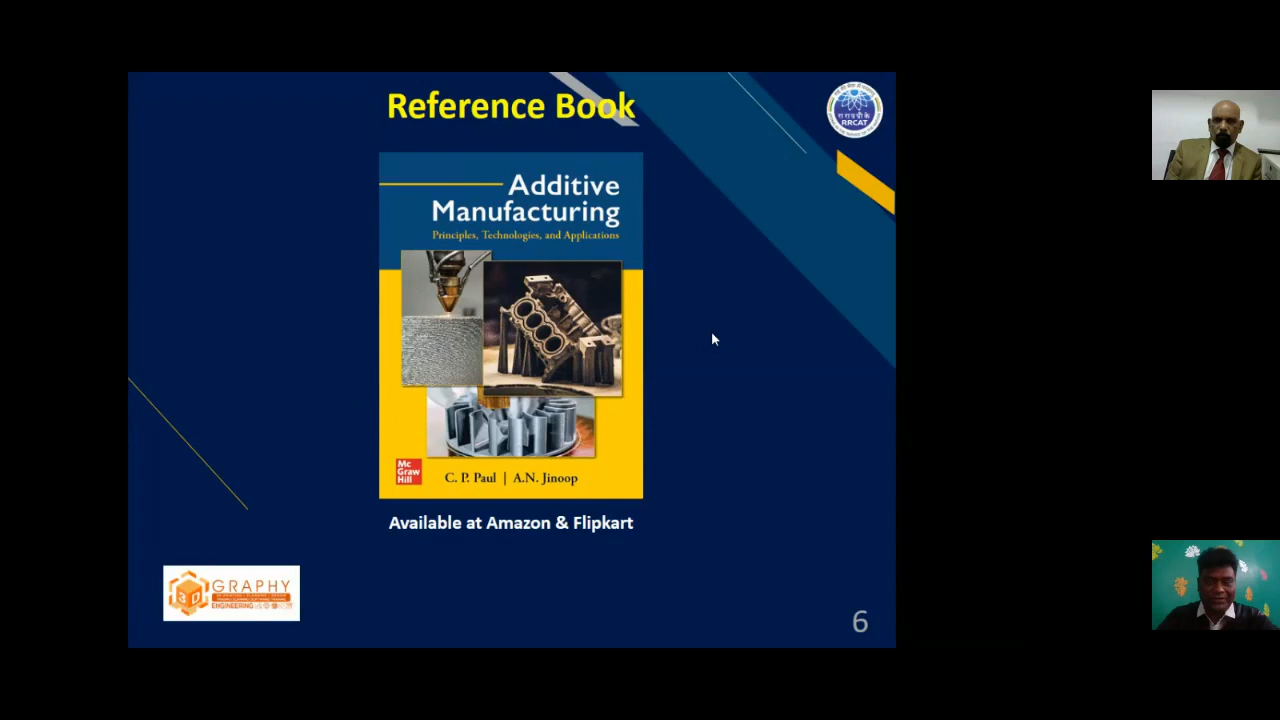 Reference Book
RRCAT
Additive
Manufacturing
Principles, Technologies, and Applications
Mc
Graw
Hill
C. P. Paul | A.N. Jinoop
Available at Amazon & Flipkart
3D
GRAPHY
ENGINEERING
6